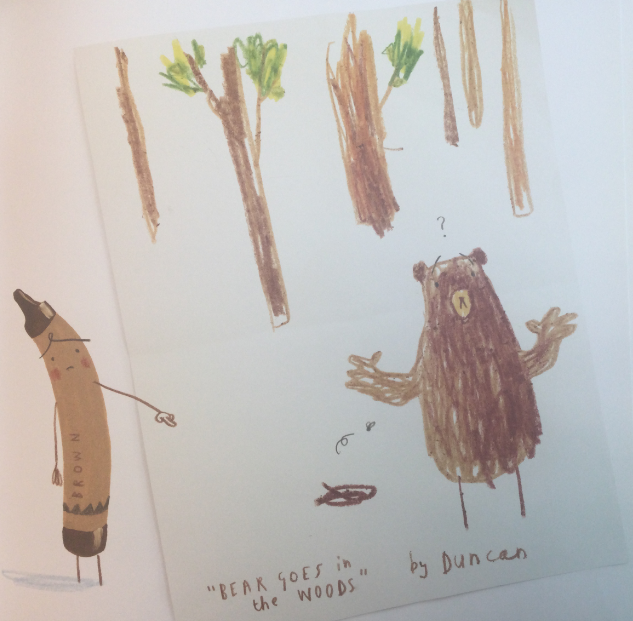 ?
BROWN
"BEAR GOES in
the WOODS"
by Duncan